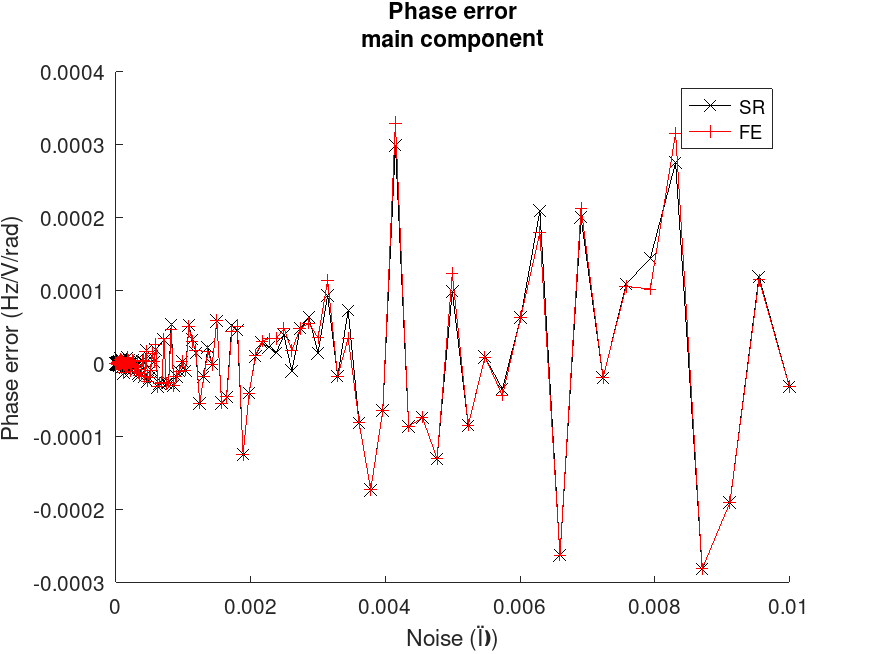 Phase error
main component
0.0004
0.0003
0.0002
0.0001
0
-0.0001
-0.0002
-0.0003
Phase error (Hz/V/rad)
SR
FE
0 0.002 0.004 0.006 0.008 0.01
Noise (Ï)